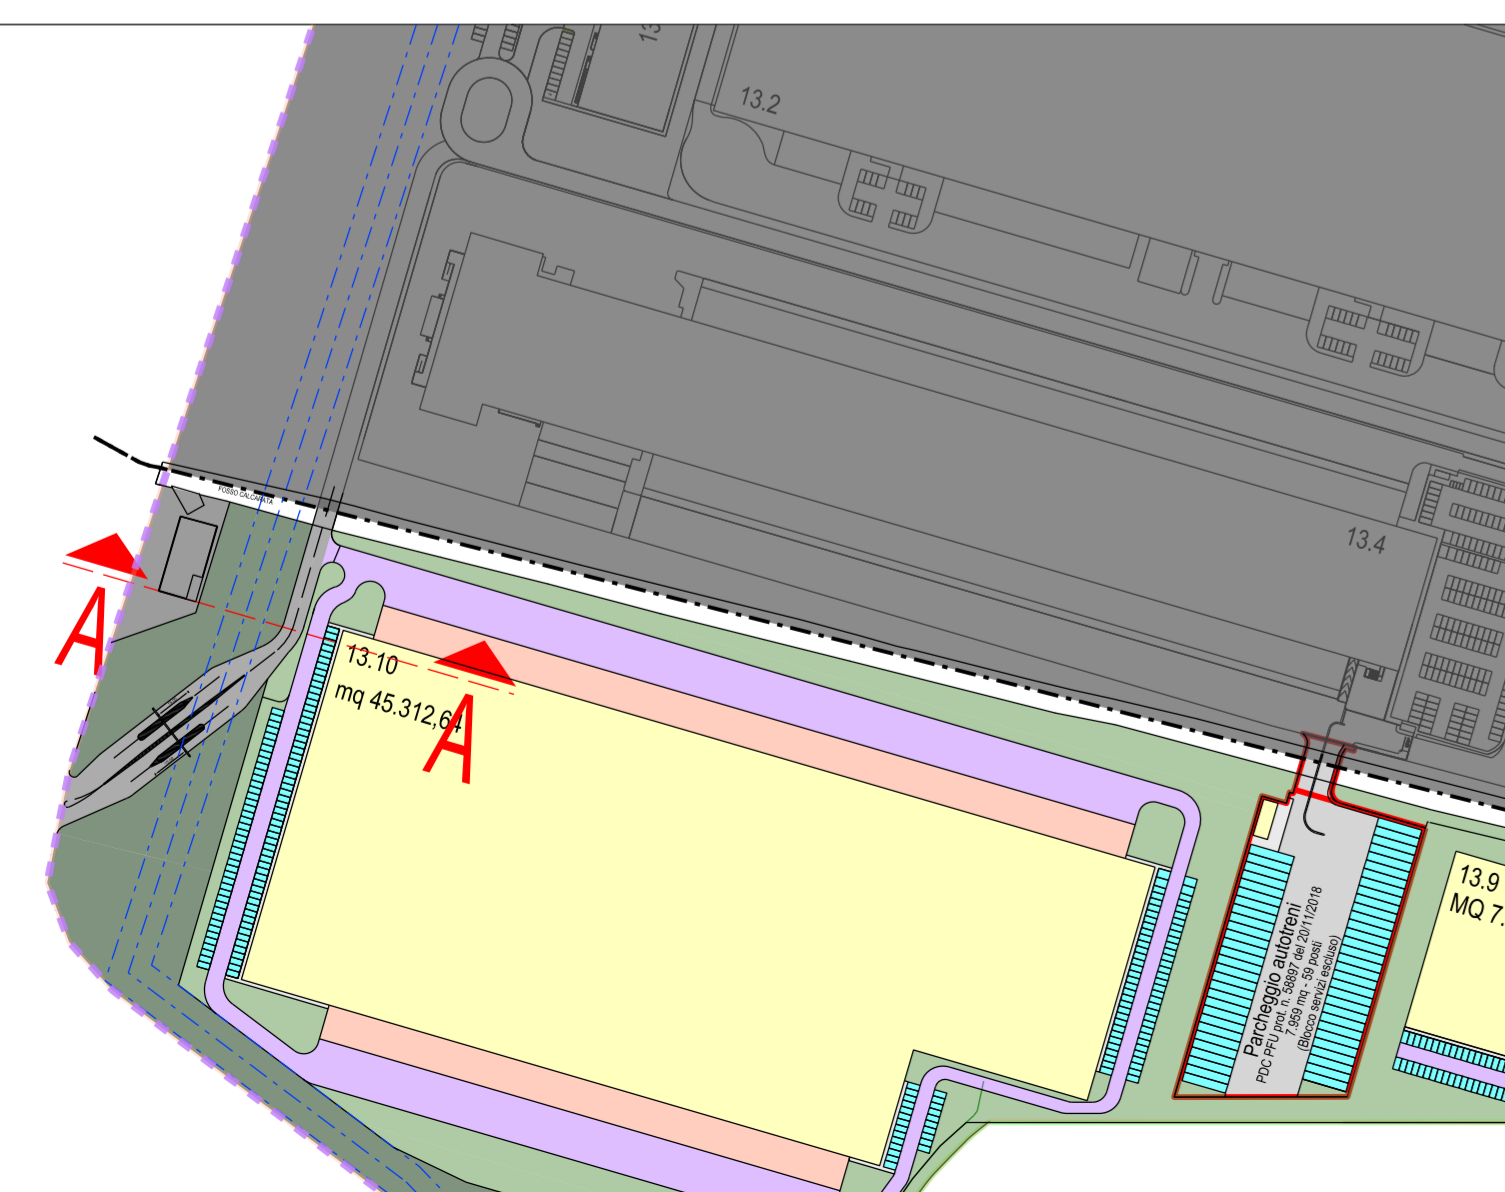 13
13.2
13.4
FOSSO CALCARATA
A
13.10
mq 45.312,64
A
Parcheggio autotreni
PDC PFU prot. n. 58897 del 20/11/2018
7.959 mq - 59 posti
(Blocco servizi escluso)
13.9
MQ 7.